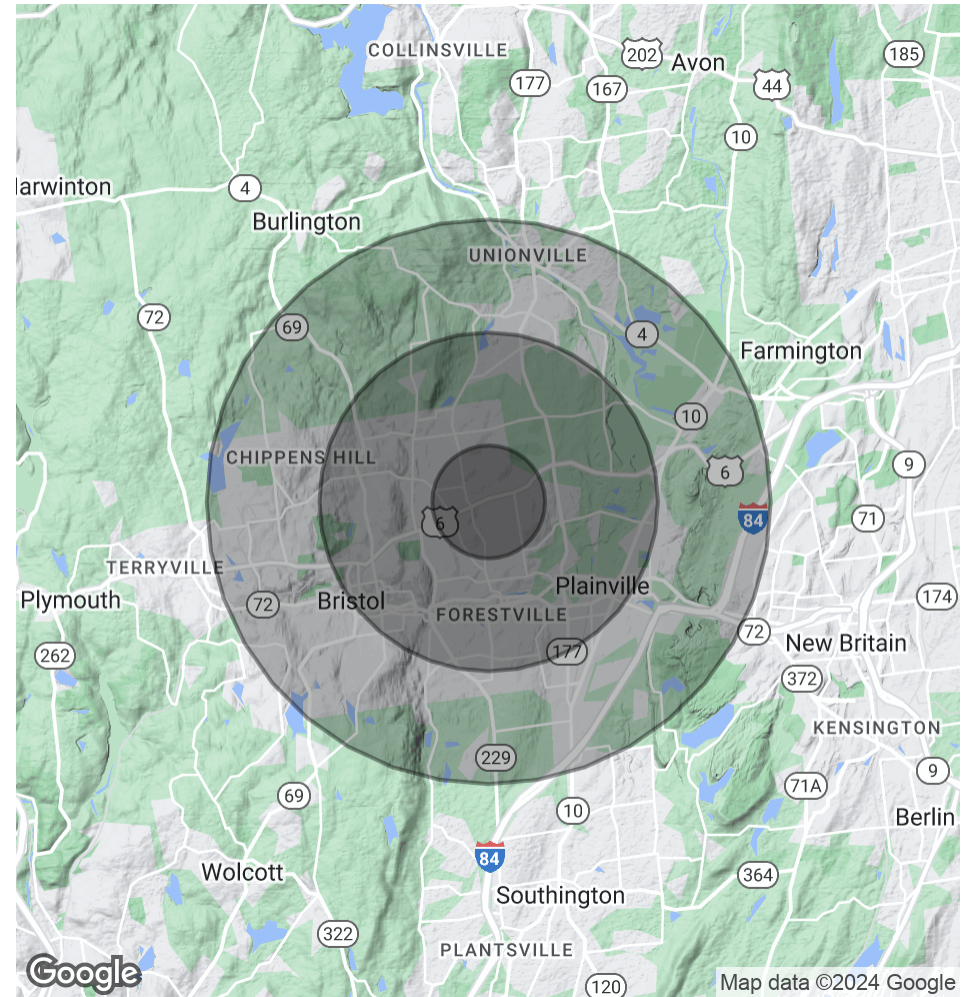 COLLINSVILLE
202
Avon
185
177
167
44
10
larwinton
4
Burlington
UNIONVILLE
72
69
4
Farmington
10
CHIPPENS HILL
6
9
6
84
71
TERRYVILLE
Plymouth
72
Bristol
Plainville
FORESTVILLE
174
72
New Britain
262
177
372
KENSINGTON
229
9
69
71A
10
Berlin
84
Wolcott
364
Southington
322
PLANTSVILLE
Google
120
Map data ©2024 Google